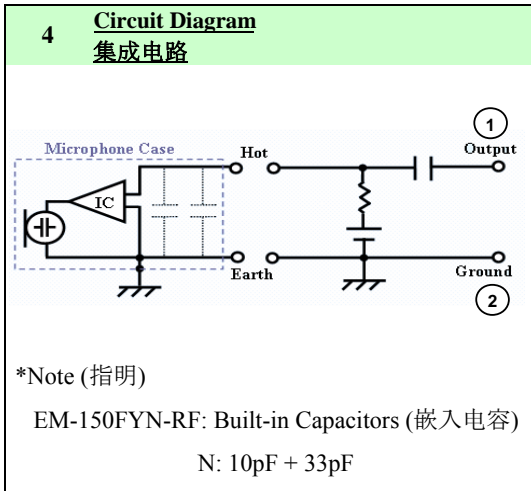 4
Circuit Diagram
集成电路
1
Microphone Case
Hot
Output
IC
Earth
Ground
2
*Note (指明)
EM-150FYN-RF: Built-in Capacitors (嵌入电容)
N: 10pF + 33pF